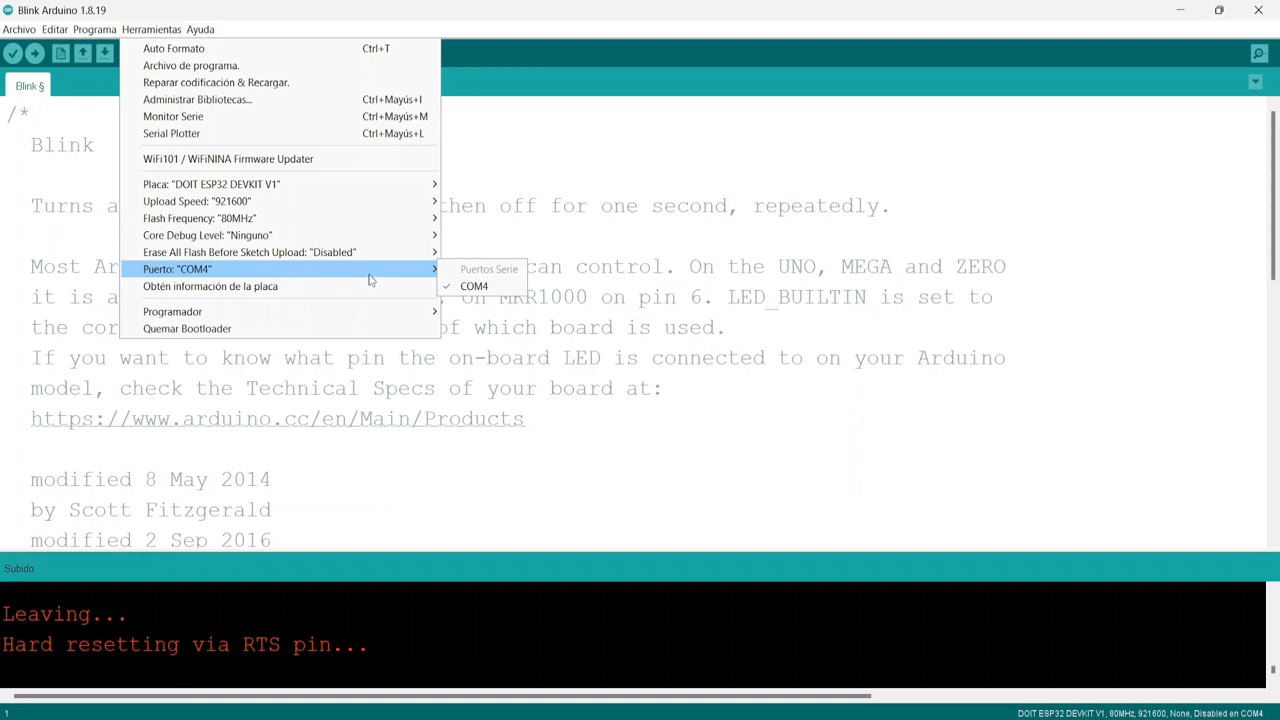 Blink Arduino 1.8.19
Archivo Editar Programa Herramientas Ayuda
Auto Formato Ctrl+T
Archivo de programa.
Reparar codificación & Recargar.
Administrar Bibliotecas... Ctrl+Mayús+I
Monitor Serie Ctrl+Mayús+M
Serial Plotter Ctrl+Mayús+L
WiFi101 / WiFiNINA Firmware Updater
Placa: "DOIT ESP32 DEVKIT V1"
Upload Speed: "921600"
Flash Frequency: "80MHz"
Core Debug Level: "Ninguno"
Erase All Flash Before Sketch Upload: "Disabled"
Puerto: "COM4"
Obtén información de la placa
Programador
Quemar Bootloader
Puertos Serie
COM4
Blink §
/*
Blink
Turns a then off for one second, repeatedly.
Most Ar can control. On the UNO, MEGA and ZERO
it is a on MKR1000 on pin 6. LED_BUILTIN is set to
the cor of which board is used.
If you want to know what pin the on-board LED is connected to on your Arduino
model, check the Technical Specs of your board at:
https://www.arduino.cc/en/Main/Products
modified 8 May 2014
by Scott Fitzgerald
modified 2 Sep 2016
Subido
Leaving...
Hard resetting via RTS pin...
1 DOIT ESP32 DEVKIT V1, 80MHz, 921600, None, Disabled en COM4